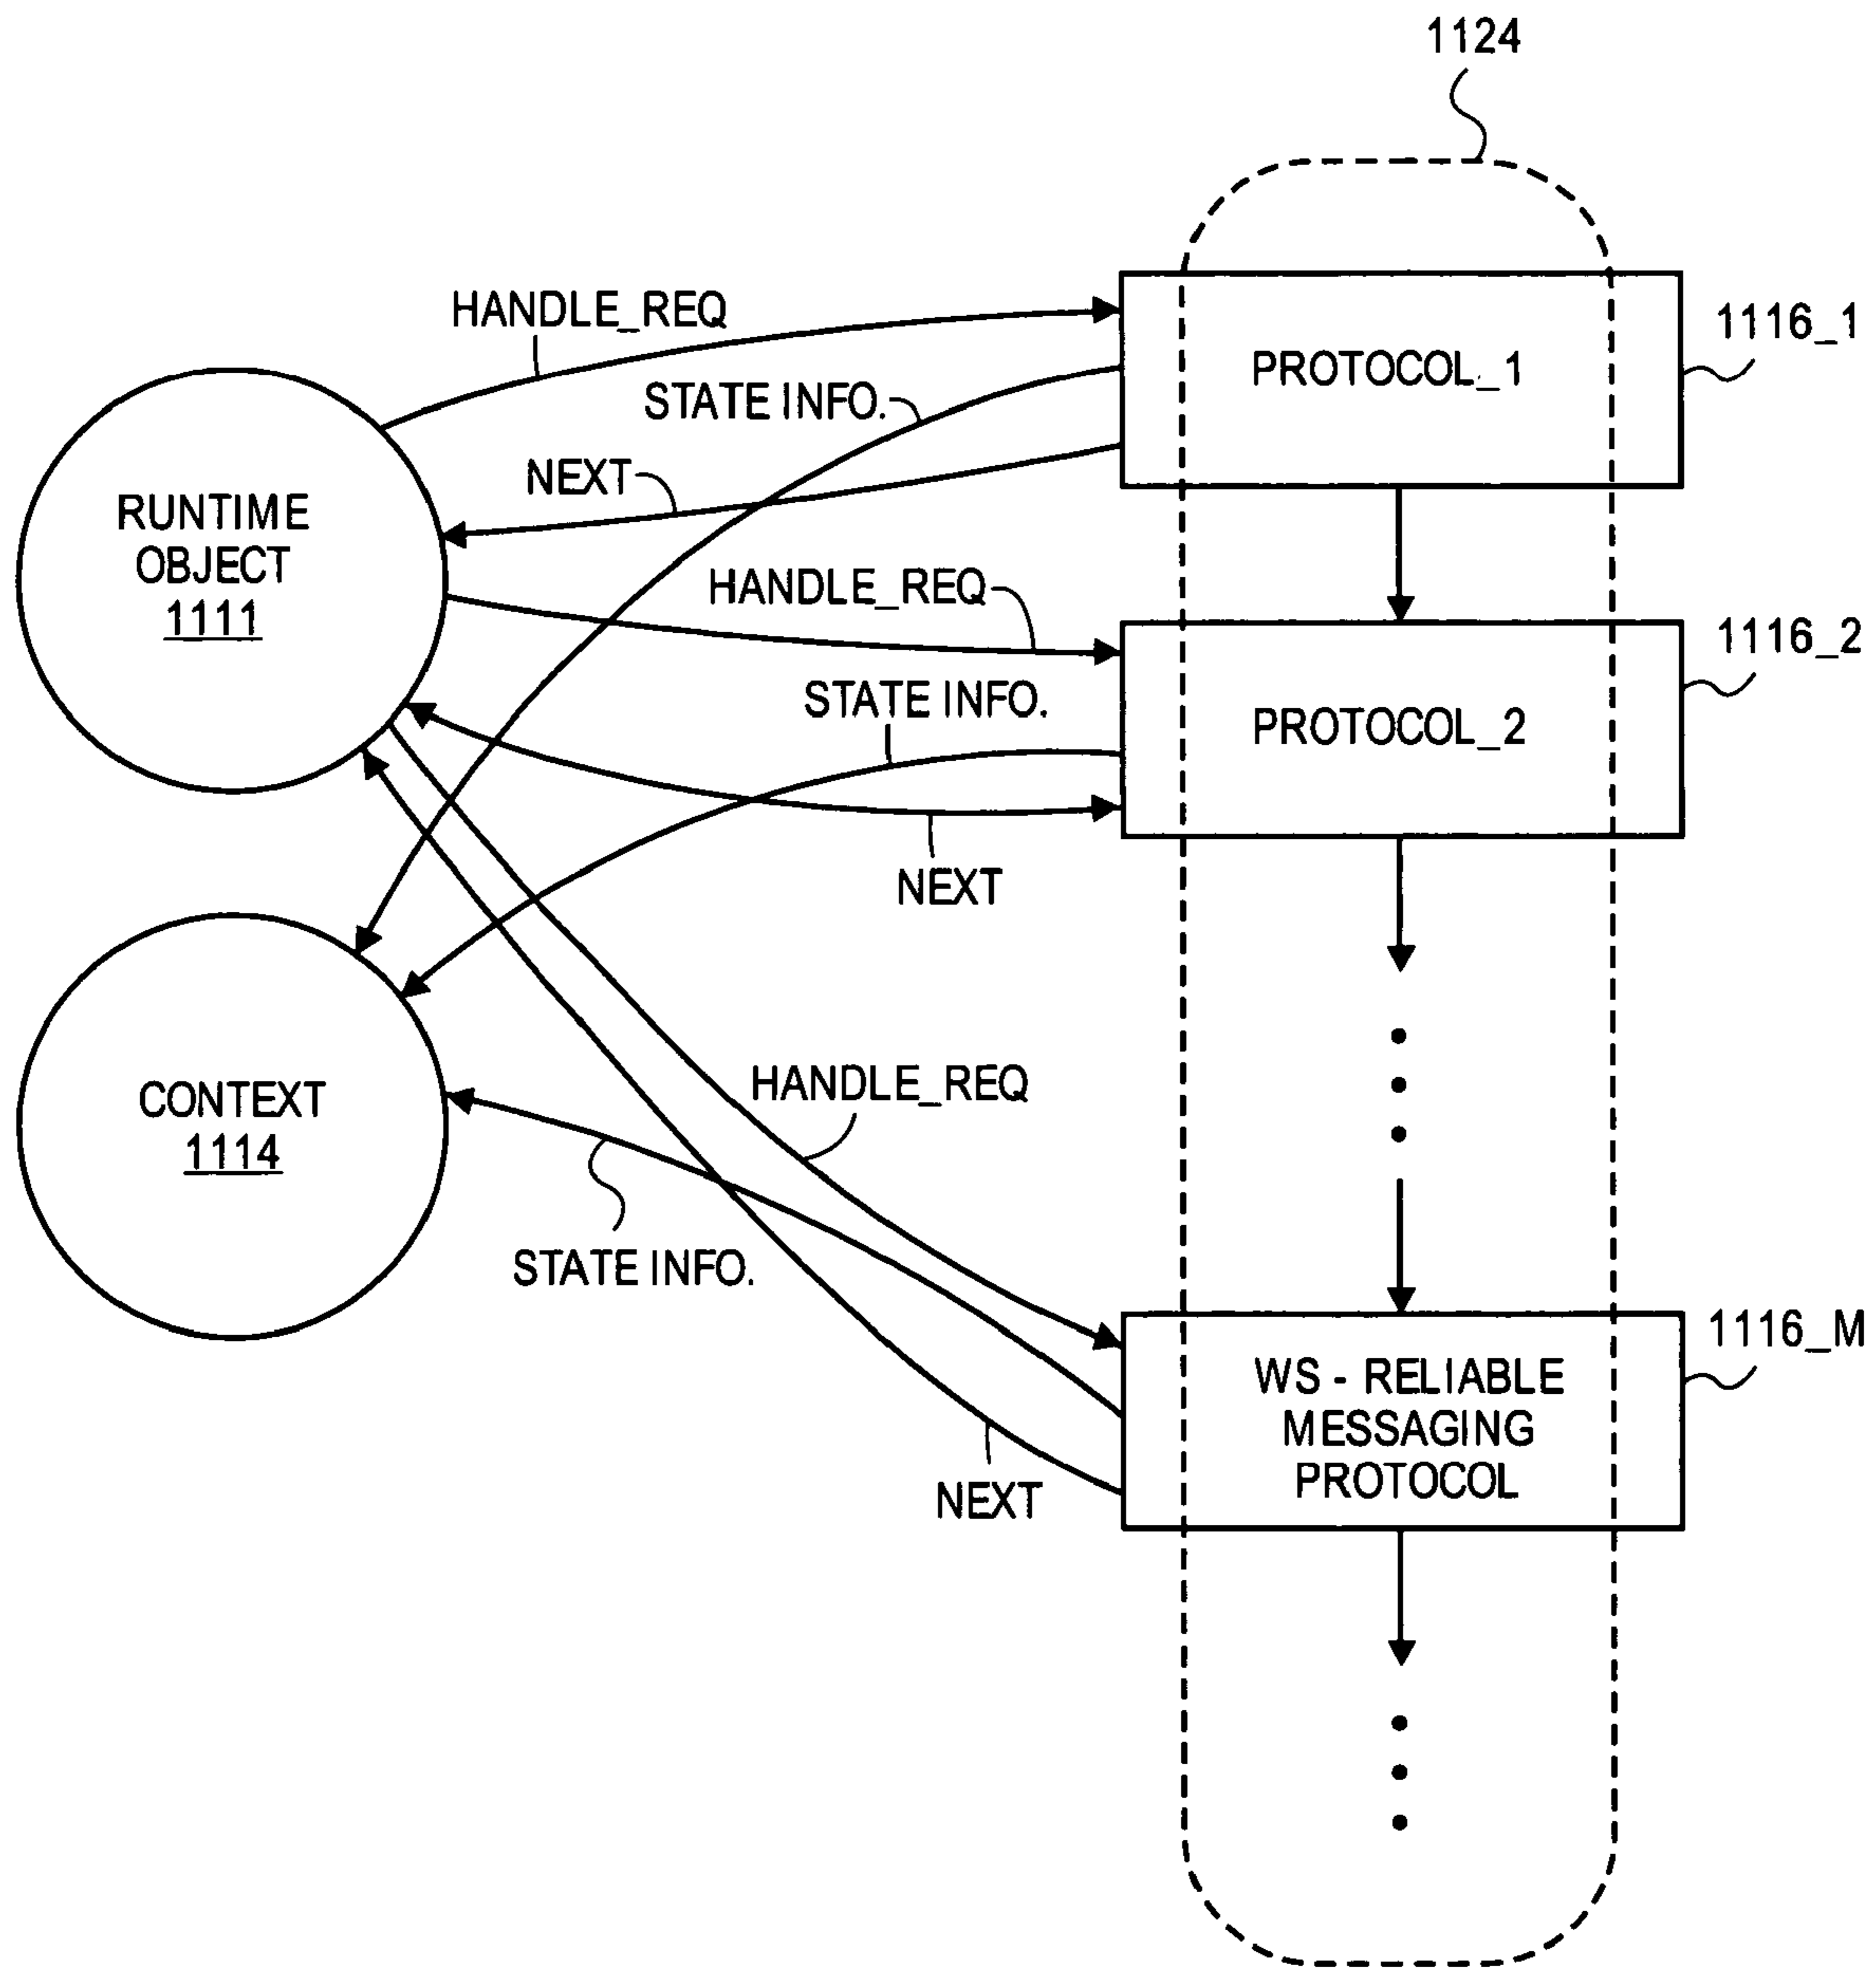 1124
HANDLE_REQ
1116_1
PROTOCOL_1
STATE INFO.
NEXT
RUNTIME
OBJECT
1111
HANDLE_REQ
1116_2
STATE INFO.
PROTOCOL_2
NEXT
HANDLE_REQ
CONTEXT
1114
STATE INFO.
1116_M
WS - RELIABLE
MESSAGING
PROTOCOL
NEXT